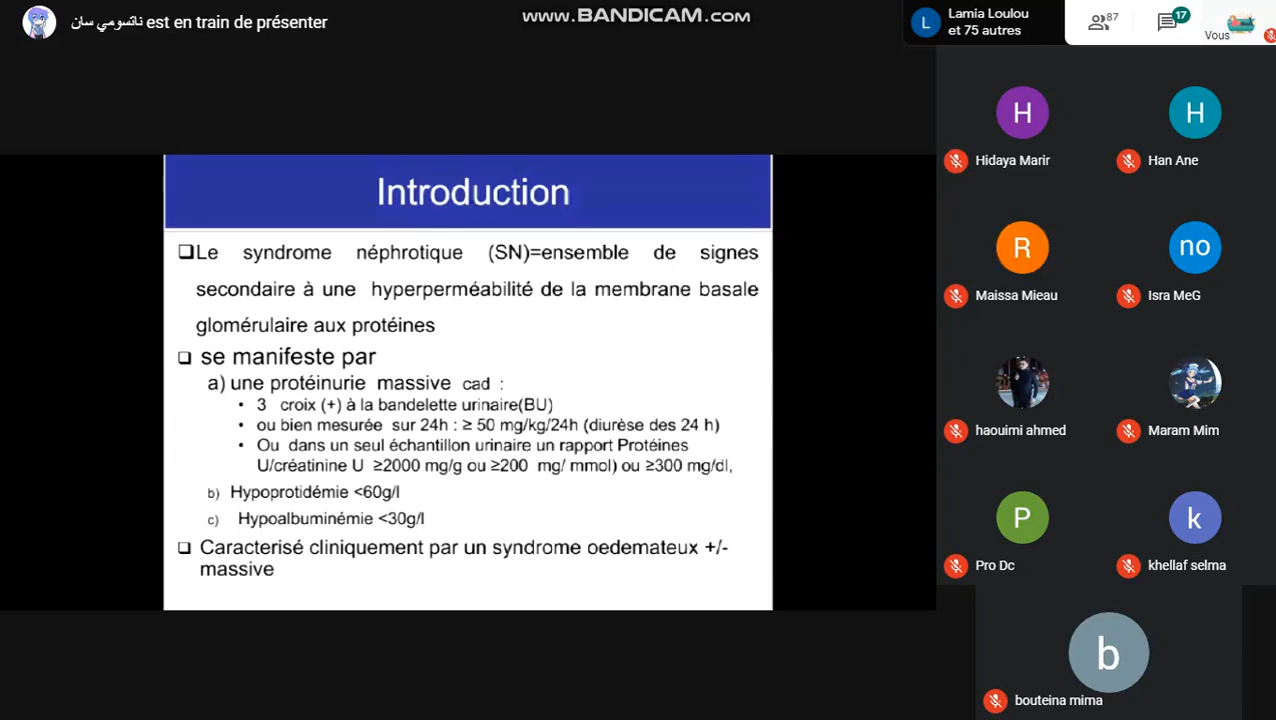 ناتسومي سان est en train de présenter
www.BANDICAM.com
L
Lamia Loulou
et 75 autres
87
17
Vous
H
Hidaya Marir
H
Han Ane
R
Maissa Mieau
no
Isra MeG
haouimi ahmed
Maram Mim
P
Pro Dc
k
khellaf selma
b
bouteina mima
Introduction
❑Le syndrome néphrotique (SN)=ensemble de signes
secondaire à une hyperperméabilité de la membrane basale
glomérulaire aux protéines
❑ se manifeste par
a) une protéinurie massive cad :
• 3 croix (+) à la bandelette urinaire(BU)
• ou bien mesurée sur 24h : ≥ 50 mg/kg/24h (diurèse des 24 h)
• Ou dans un seul échantillon urinaire un rapport Protéines
U/créatinine U ≥2000 mg/g ou ≥200 mg/ mmol) ou ≥300 mg/dl,
b) Hypoprotidémie <60g/l
c) Hypoalbuminémie <30g/l
❑ Caracterisé cliniquement par un syndrome oedemateux +/-
massive